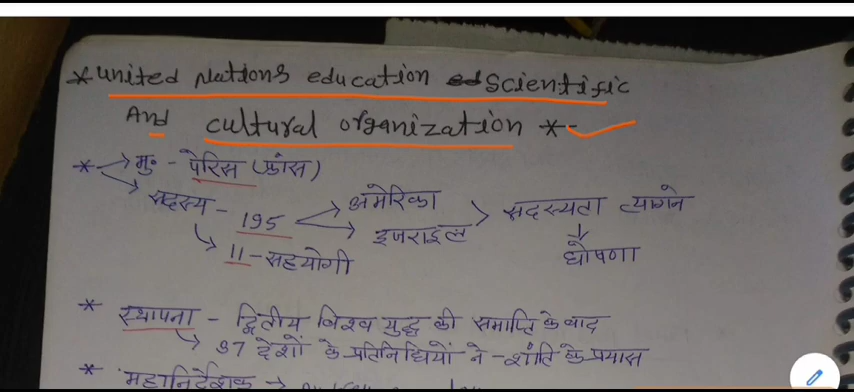 * United Nations education Scientific
And cultural organization *-
* → मु॰ - पेरिस (फ्रांस)
→ सदस्य - 195 → अमेरिका
→ इजराइल > सदस्यता त्यागने
↓
घोषणा
↳ 11 - सहयोगी
* स्थापना - द्वितीय विश्व युद्ध की समाप्ति के बाद
↳ 37 देशों के प्रतिनिधियों ने - शांति के प्रयास
* महानिर्देशक →